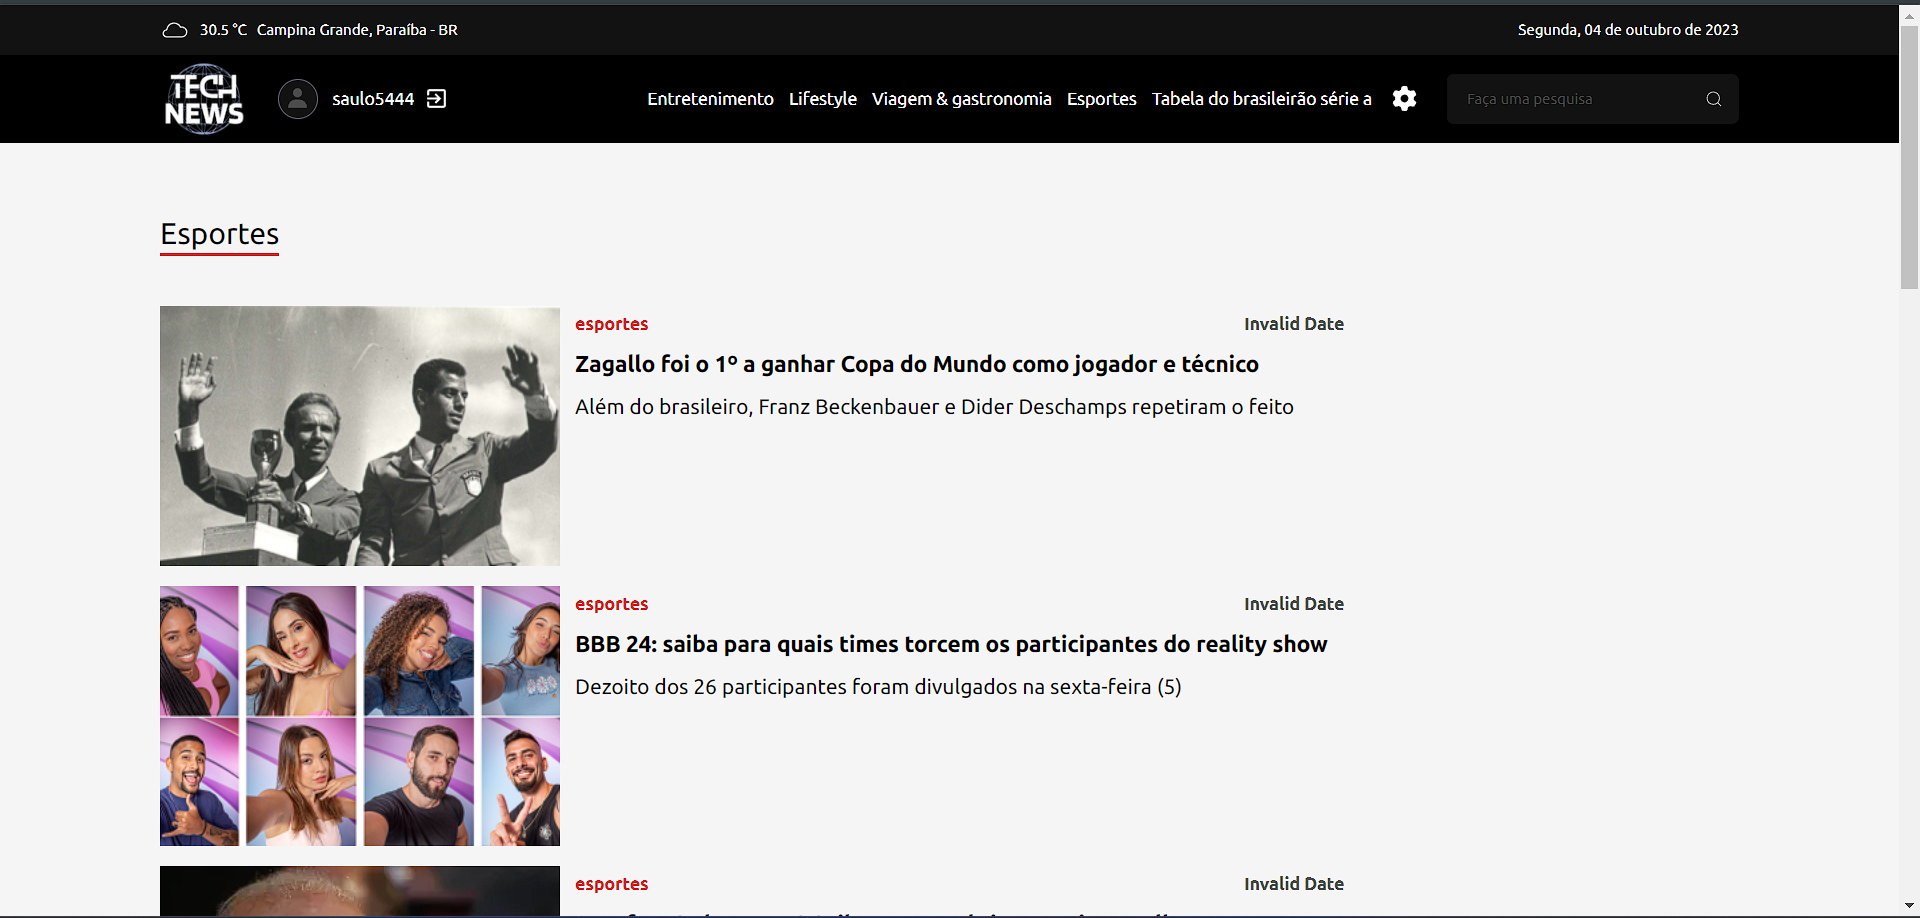 30.5 °C Campina Grande, Paraíba - BR
Segunda, 04 de outubro de 2023
TECH
NEWS
saulo5444
Entretenimento Lifestyle Viagem & gastronomia Esportes Tabela do brasileirão série a
Faça uma pesquisa
Esportes
esportes
Invalid Date
Zagallo foi o 1º a ganhar Copa do Mundo como jogador e técnico
Além do brasileiro, Franz Beckenbauer e Dider Deschamps repetiram o feito
esportes
Invalid Date
BBB 24: saiba para quais times torcem os participantes do reality show
Dezoito dos 26 participantes foram divulgados na sexta-feira (5)
esportes
Invalid Date